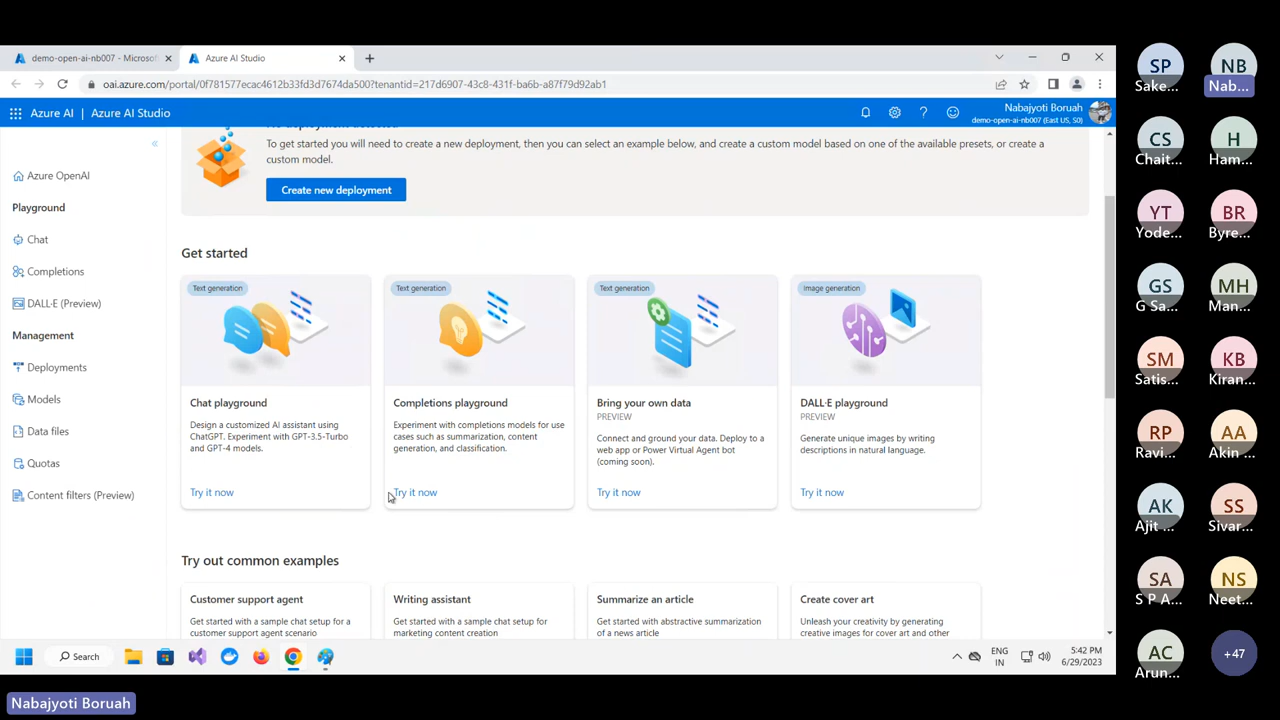 demo-open-ai-nb007 - Microsof
Azure AI Studio
oai.azure.com/portal/0f781577ecac4612b33fd3d7674da500?tenantid=217d6907-43c8-431f-ba6b-a87f79d92ab1
Azure AI | Azure AI Studio
Nabajyoti Boruah
demo-open-ai-nb007 (East US, S0)
Azure OpenAI
Playground
Chat
Completions
DALL·E (Preview)
Management
Deployments
Models
Data files
Quotas
Content filters (Preview)
To get started you will need to create a new deployment, then you can select an example below, and create a custom model based on one of the available presets, or create a
custom model.
Create new deployment
Get started
Text generation
Chat playground
Design a customized AI assistant using
ChatGPT. Experiment with GPT-3.5-Turbo
and GPT-4 models.
Try it now
Text generation
Completions playground
Experiment with completions models for use
cases such as summarization, content
generation, and classification.
Try it now
Text generation
Bring your own data
PREVIEW
Connect and ground your data. Deploy to a
web app or Power Virtual Agent bot
(coming soon).
Try it now
Image generation
DALL·E playground
PREVIEW
Generate unique images by writing
descriptions in natural language.
Try it now
Try out common examples
Customer support agent
Get started with a sample chat setup for a
customer support agent scenario
Writing assistant
Get started with a sample chat setup for
marketing content creation
Summarize an article
Get started with abstractive summarization
of a news article
Create cover art
Unleash your creativity by generating
creative images for cover art and other
Search
ENG
IN
5:42 PM
6/29/2023
SP
Sake...
NB
Nab...
CS
Chait...
H
Ham...
YT
Yode...
BR
Byre...
GS
G Sa...
MH
Man...
SM
Satis...
KB
Kiran...
RP
Ravi...
AA
Akin ...
AK
Ajit ...
SS
Sivar...
SA
S P A...
NS
Neet...
AC
Arun...
+47
Nabajyoti Boruah